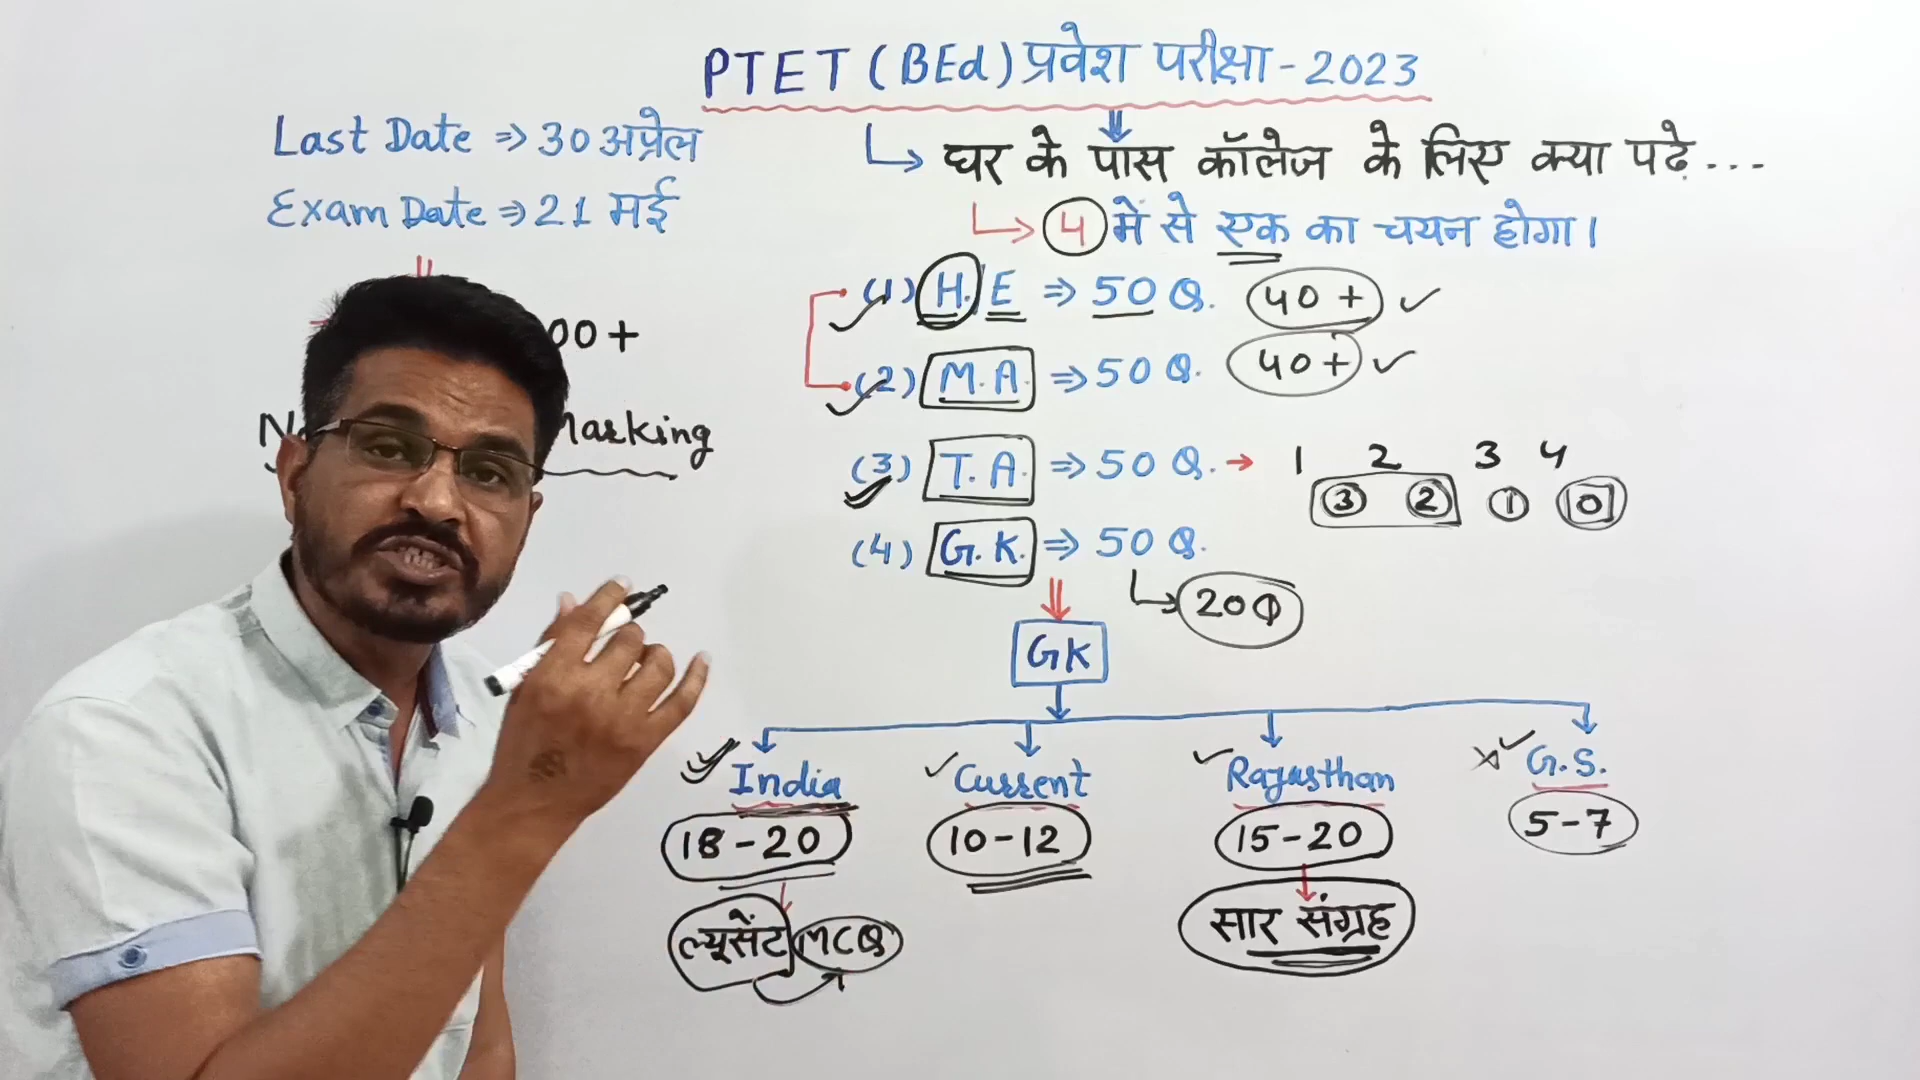 PTET (BEd) प्रवेश परीक्षा - 2023
Last Date ⇒ 30 अप्रेल
Exam Date ⇒ 21 मई
00+
Marking
घर के पास कॉलेज के लिए क्या पढे...
4 में से एक का चयन होगा।
(1) H.E ⇒ 50 Q. 40+ ✓
(2) M.A. ⇒ 50 Q. 40+ ✓
(3) T.A. ⇒ 50 Q. → 1 2 3 4
3 2 1 0
(4) G.K. ⇒ 50 Q.
20Q
GK
India Current Rajasthan G.S.
18-20 10-12 15-20 5-7
ल्यूसेंट MCQ सार संग्रह